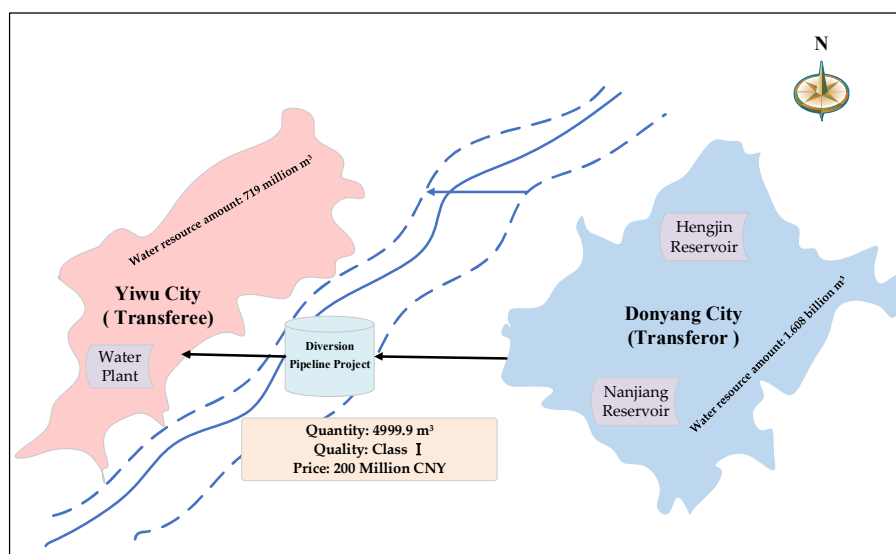 N
Water resource amount: 719 million m³
Yiwu City
( Transferee)
Water
Plant
Diversion
Pipeline Project
Hengjin
Reservoir
Donyang City
(Transferor )
Water resource amount: 1.608 billion m³
Nanjiang
Reservoir
Quantity: 4999.9 m³
Quality: Class Ⅰ
Price: 200 Million CNY